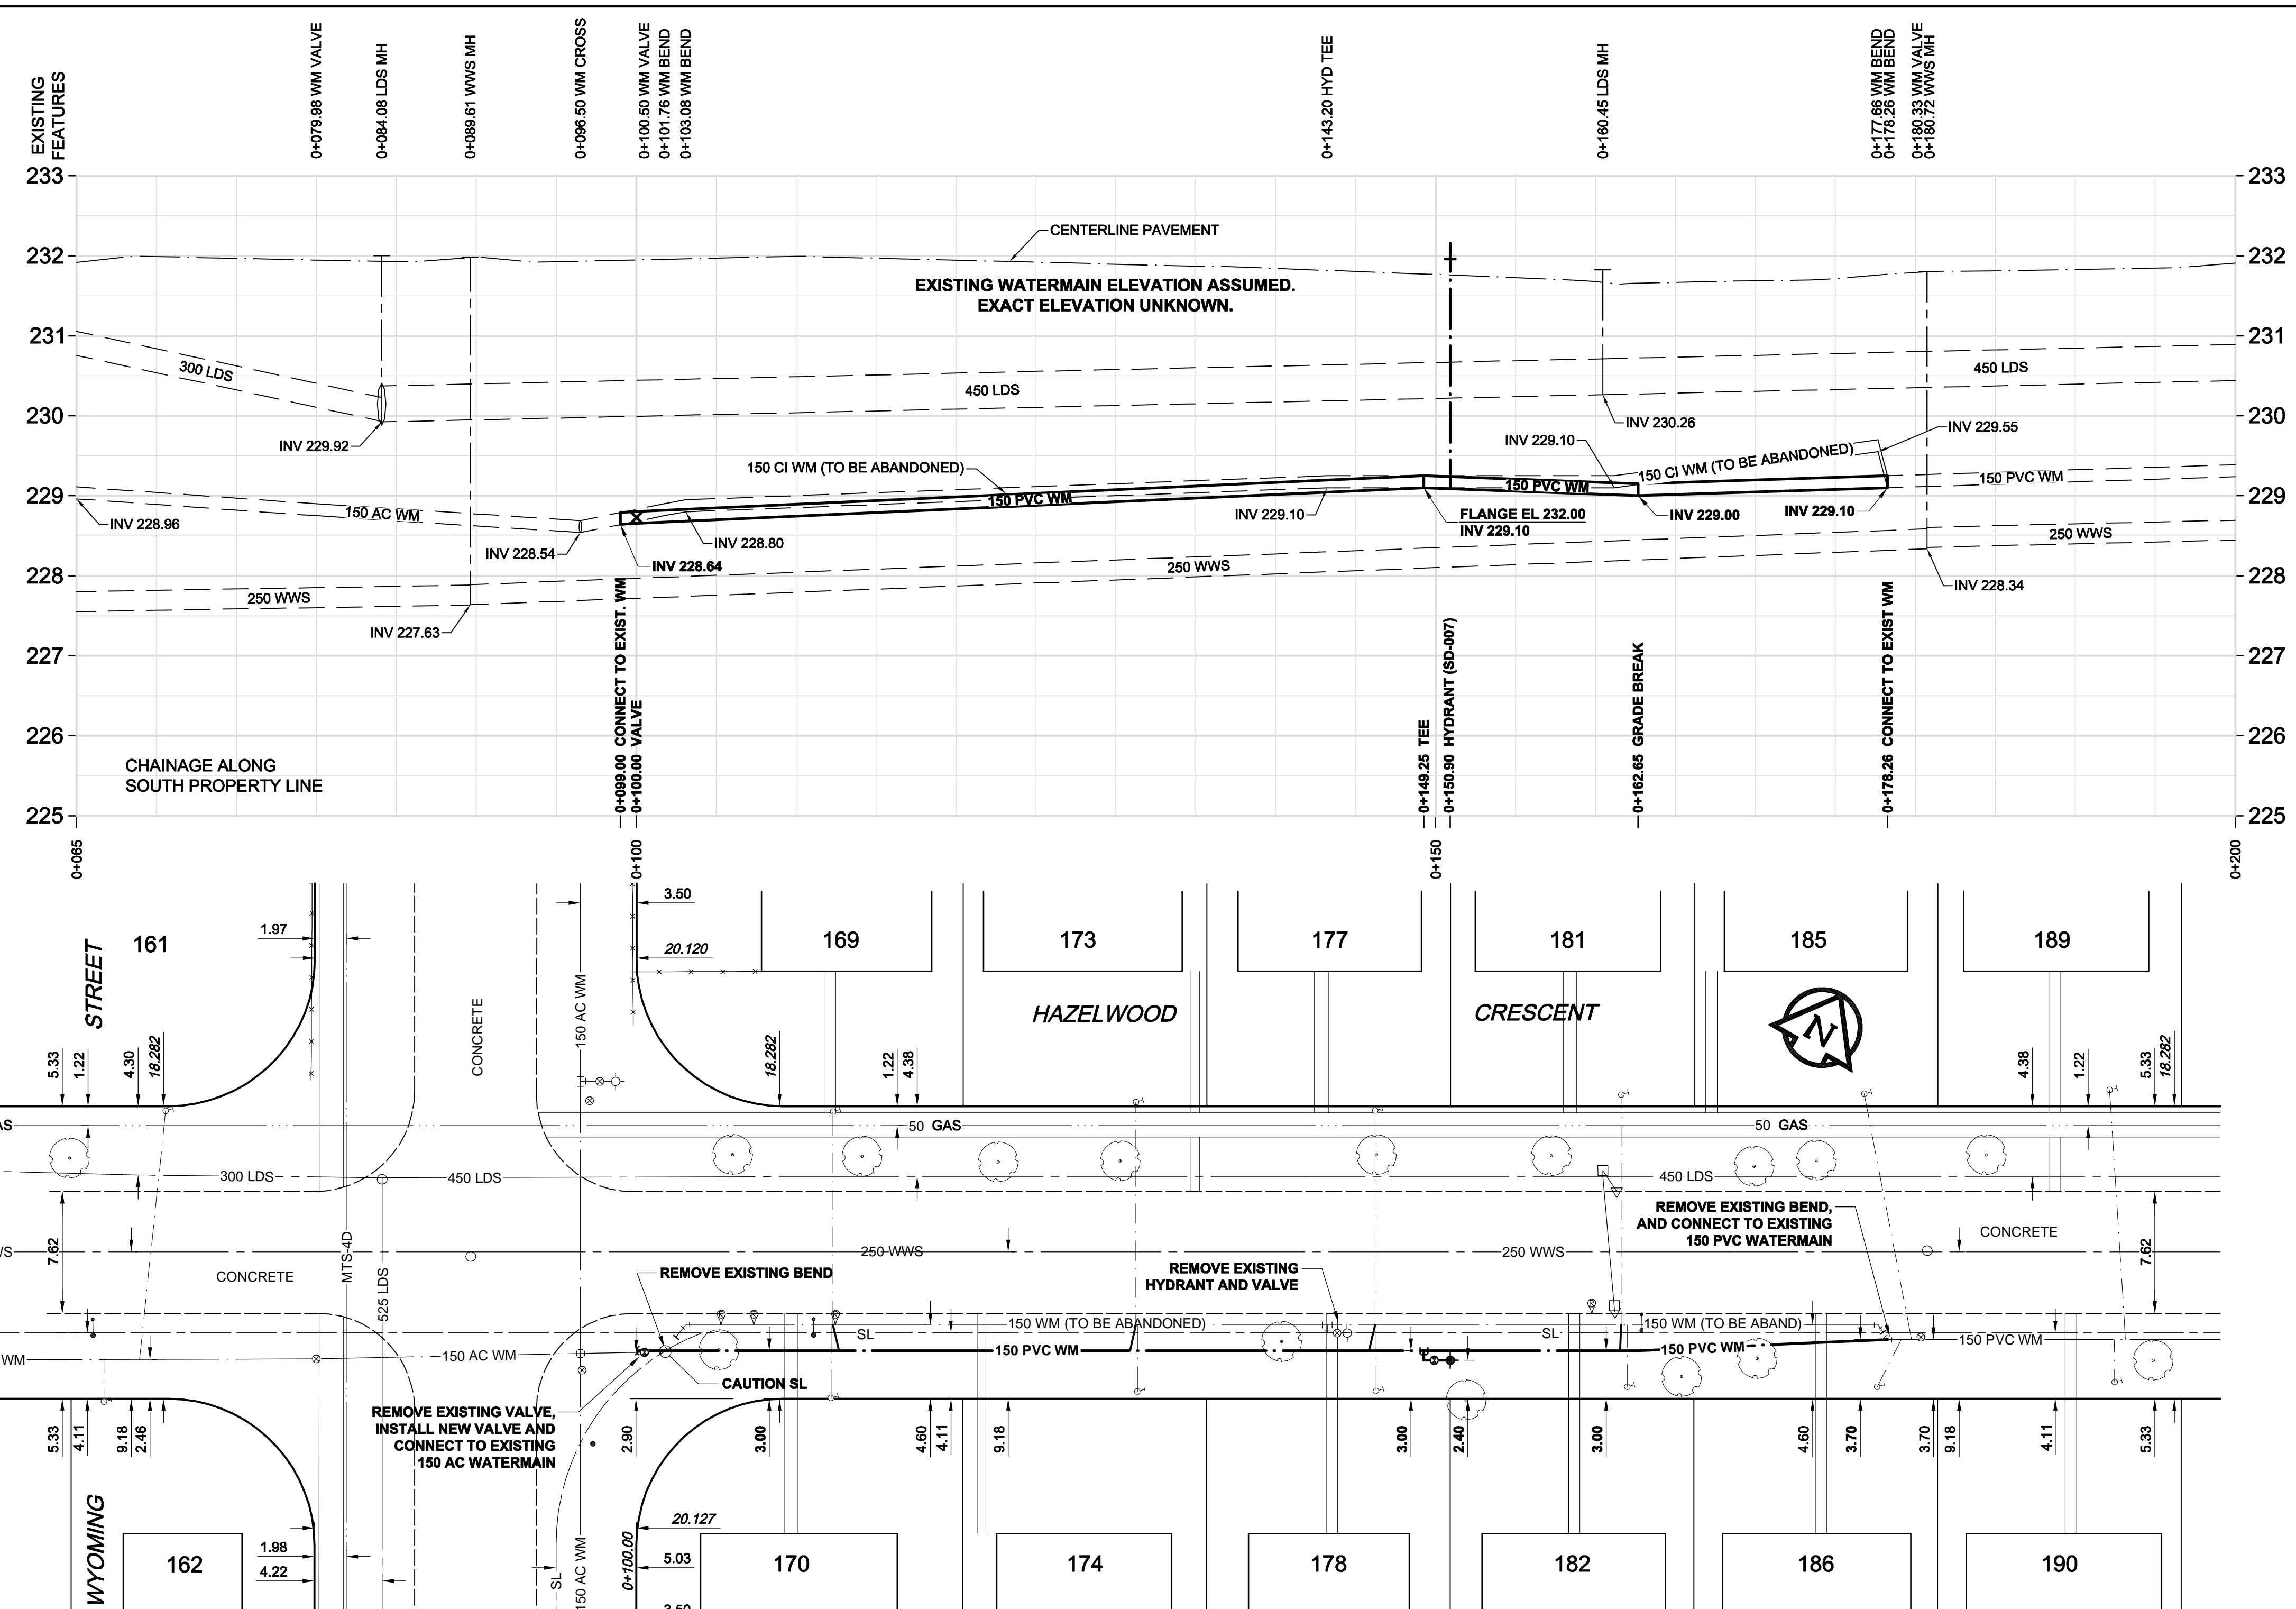 EXISTING
FEATURES
0+079.98 WM VALVE
0+084.08 LDS MH
0+089.61 WWS MH
0+096.50 WM CROSS
0+100.50 WM VALVE
0+101.76 WM BEND
0+103.08 WM BEND
0+143.20 HYD TEE
0+160.45 LDS MH
0+177.66 WM BEND
0+178.26 WM BEND
0+180.33 WM VALVE
0+180.72 WWS MH
233
233
232
232
231
231
230
230
229
229
228
228
227
227
226
226
225
225
CENTERLINE PAVEMENT
EXISTING WATERMAIN ELEVATION ASSUMED.
EXACT ELEVATION UNKNOWN.
300 LDS
450 LDS
450 LDS
INV 229.92
INV 230.26
INV 229.10
INV 229.55
150 CI WM (TO BE ABANDONED)
150 CI WM (TO BE ABANDONED)
150 PVC WM
150 PVC WM
150 PVC WM
INV 228.96
150 AC WM
INV 228.54
INV 228.80
INV 228.64
INV 229.10
FLANGE EL 232.00
INV 229.10
INV 229.00
INV 229.10
250 WWS
250 WWS
250 WWS
INV 227.63
INV 228.34
0+099.00 CONNECT TO EXIST. WM
0+100.00 VALVE
0+149.25 TEE
0+150.90 HYDRANT (SD-007)
0+162.65 GRADE BREAK
0+178.26 CONNECT TO EXIST WM
CHAINAGE ALONG
SOUTH PROPERTY LINE
0+065
0+100
0+150
0+200
STREET
161
1.97
3.50
20.120
169
173
177
181
185
189
HAZELWOOD
CRESCENT
N
CONCRETE
150 AC WM
5.33
1.22
4.30
18.282
18.282
1.22
4.38
4.38
1.22
5.33
18.282
AS
50 GAS
50 GAS
300 LDS
450 LDS
450 LDS
7.62
MTS-4D
525 LDS
WS
250 WWS
250 WWS
CONCRETE
CONCRETE
7.62
REMOVE EXISTING BEND,
AND CONNECT TO EXISTING
150 PVC WATERMAIN
REMOVE EXISTING BEND
REMOVE EXISTING
HYDRANT AND VALVE
150 WM (TO BE ABANDONED)
150 WM (TO BE ABAND)
SL
SL
WM
150 AC WM
150 PVC WM
150 PVC WM
150 PVC WM
CAUTION SL
REMOVE EXISTING VALVE,
INSTALL NEW VALVE AND
CONNECT TO EXISTING
150 AC WATERMAIN
5.33
4.11
9.18
2.46
2.90
3.00
4.60
4.11
9.18
3.00
2.40
3.00
4.60
3.70
3.70
9.18
4.11
5.33
WYOMING
162
1.98
4.22
SL
150 AC WM
0+100.00
20.127
5.03
3.50
170
174
178
182
186
190